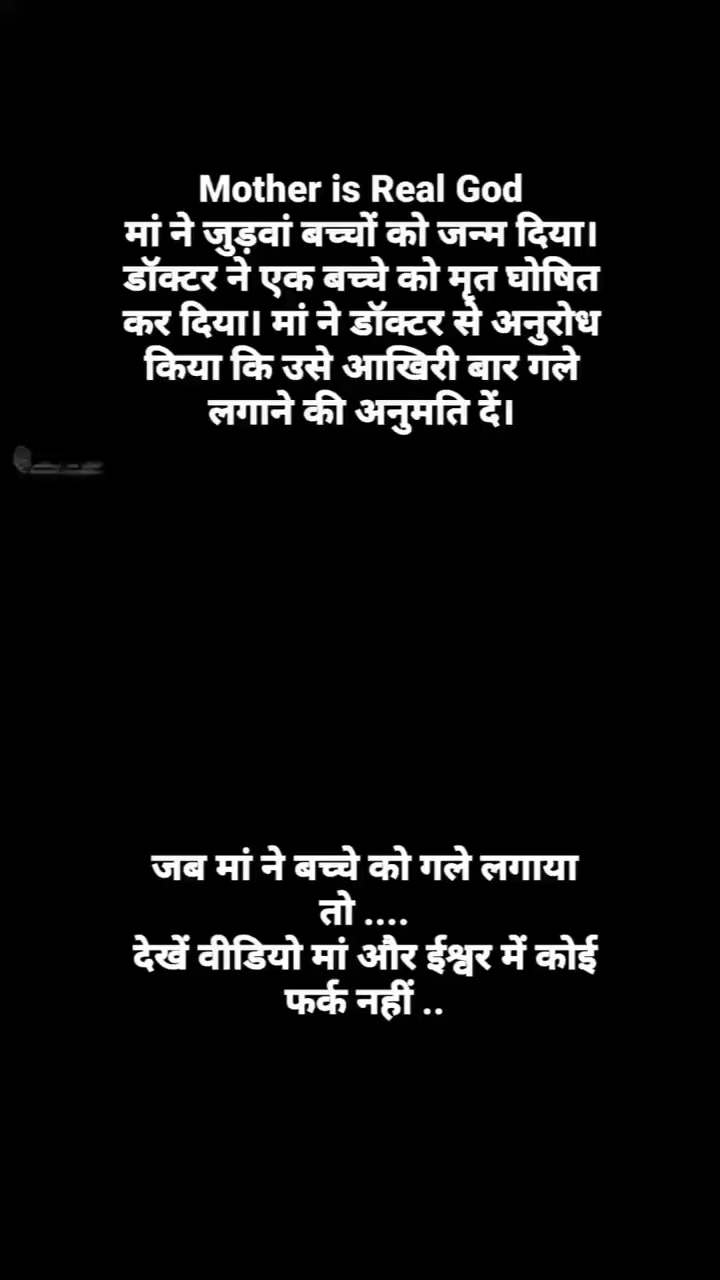 Mother is Real God
मां ने जुड़वां बच्चों को जन्म दिया।
डॉक्टर ने एक बच्चे को मृत घोषित
कर दिया। मां ने डॉक्टर से अनुरोध
किया कि उसे आखिरी बार गले
लगाने की अनुमति दें।
जब मां ने बच्चे को गले लगाया
तो ....
देखें वीडियो मां और ईश्वर में कोई
फर्क नहीं ..